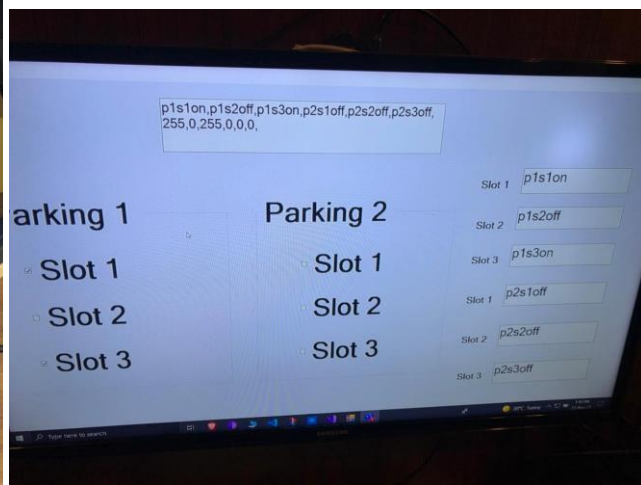 p1s1on,p1s2off,p1s3on,p2s1off,p2s2off,p2s3off,
255,0,255,0,0,0,
arking 1
Slot 1
Slot 2
Slot 3
Parking 2
Slot 1
Slot 2
Slot 3
Slot 1 p1s1on
Slot 2 p1s2off
Slot 3 p1s3on
Slot 1 p2s1off
Slot 2 p2s2off
Slot 3 p2s3off
Type here to search